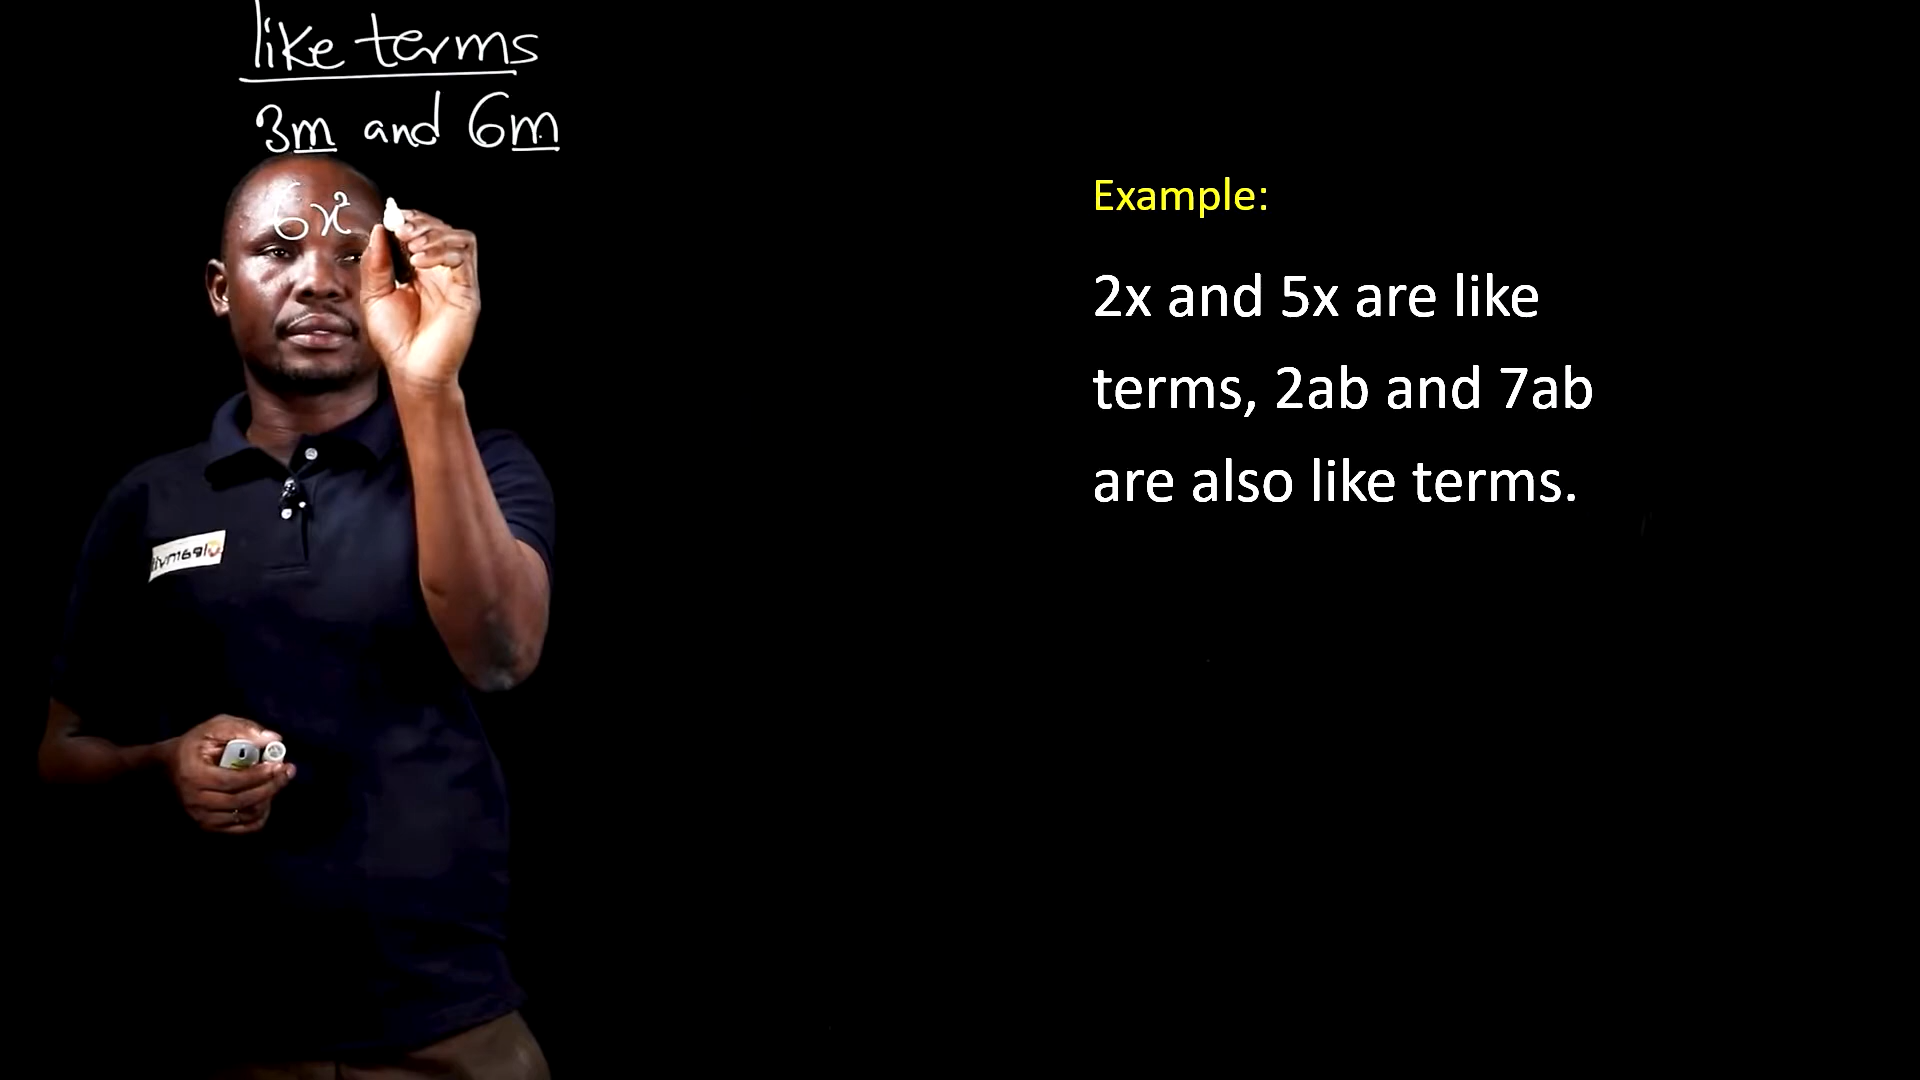 like terms
3m and 6m
6x²
Example:
2x and 5x are like
terms, 2ab and 7ab
are also like terms.